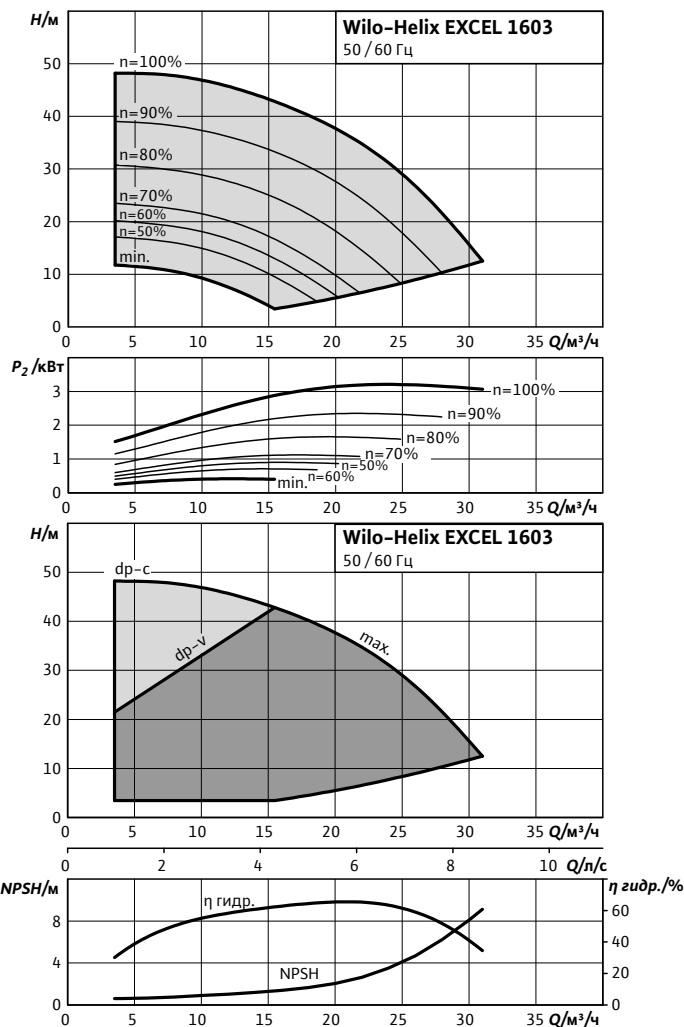 H/м
Wilo-Helix EXCEL 1603
50 / 60 Гц
50
n=100%
40
n=90%
30
n=80%
20
n=70%
n=60%
n=50%
10
min.
0
0 5 10 15 20 25 30 35 Q/м³/ч
P₂ /кВт
3
n=100%
2
n=90%
n=80%
1
n=70%
n=50%
n=60%
min.
0
0 5 10 15 20 25 30 35 Q/м³/ч
H/м
Wilo-Helix EXCEL 1603
50 / 60 Гц
50
dp-c
40
dp-v
max.
30
20
10
0
0 5 10 15 20 25 30 35 Q/м³/ч
0 2 4 6 8 10 Q/л/с
NPSH/м
η гидр./%
η гидр.
8
60
40
4
NPSH
20
0
0
0 5 10 15 20 25 30 35 Q/м³/ч